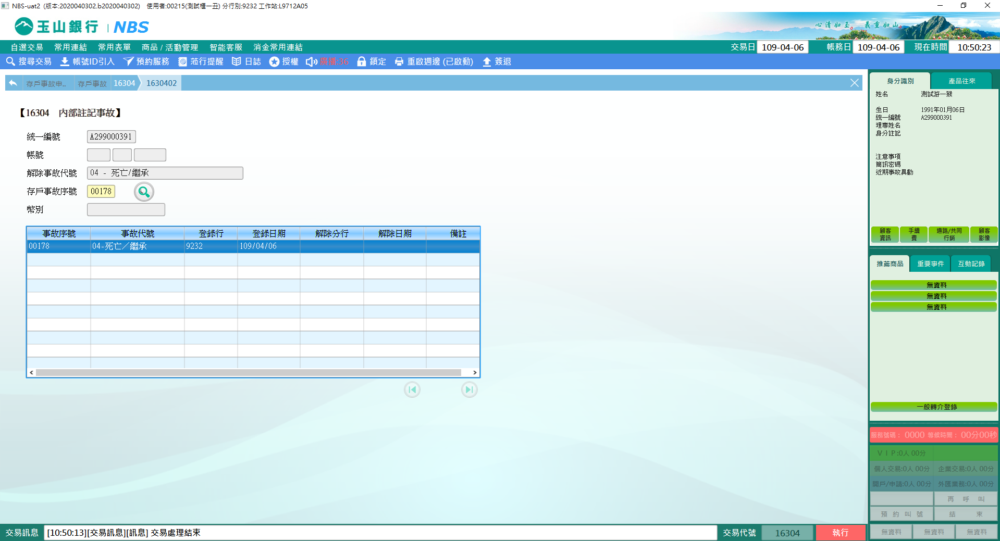 NBS-uat2 (版本:2020040302.b2020040302) 使用者:00215(測試櫃一丑) 分行別:9232 工作站:L9712A05
玉山銀行 NBS
心清如玉 義重如山
自選交易 常用連結 常用表單 商品 / 活動管理 智能客服 消金常用連結 交易日 109-04-06 帳務日 109-04-06 現在時間 10:50:23
搜尋交易 帳號ID引入 預約服務 蒞行提醒 日誌 授權 廣播:36 鎖定 重啟週邊 (已啟動) 簽退
存戶事故申.. 存戶事故 16304 1630402
【16304 內部註記事故】
統一編號 A299000391
帳號
解除事故代號 04 - 死亡/繼承
存戶事故序號 00178
幣別
事故序號 事故代號 登錄行 登錄日期 解除分行 解除日期 備註
00178 04-死亡／繼承 9232 109/04/06
身分識別 產品往來
姓名 測試游一猴
生日 1991年01月06日
統一編號 A299000391
理專姓名
身分註記
注意事項
簡訊密碼
近期事故異動
顧客資訊 手續費 通路/共同行銷 顧客影像
推薦商品 重要事件 互動記錄
無資料
無資料
無資料
一般轉介登錄
服務號碼： 0000 等候時間： 00分00秒
ＶＩＰ:0人 00分
個人交易:0人 00分 企業交易:0人 00分
開戶/申請:0人 00分 外匯業務:0人 00分
再 呼 叫
預 約 叫 號 結 束
無資料 無資料 無資料
交易訊息 [10:50:13][交易訊息][訊息] 交易處理結束 交易代號 16304 執行